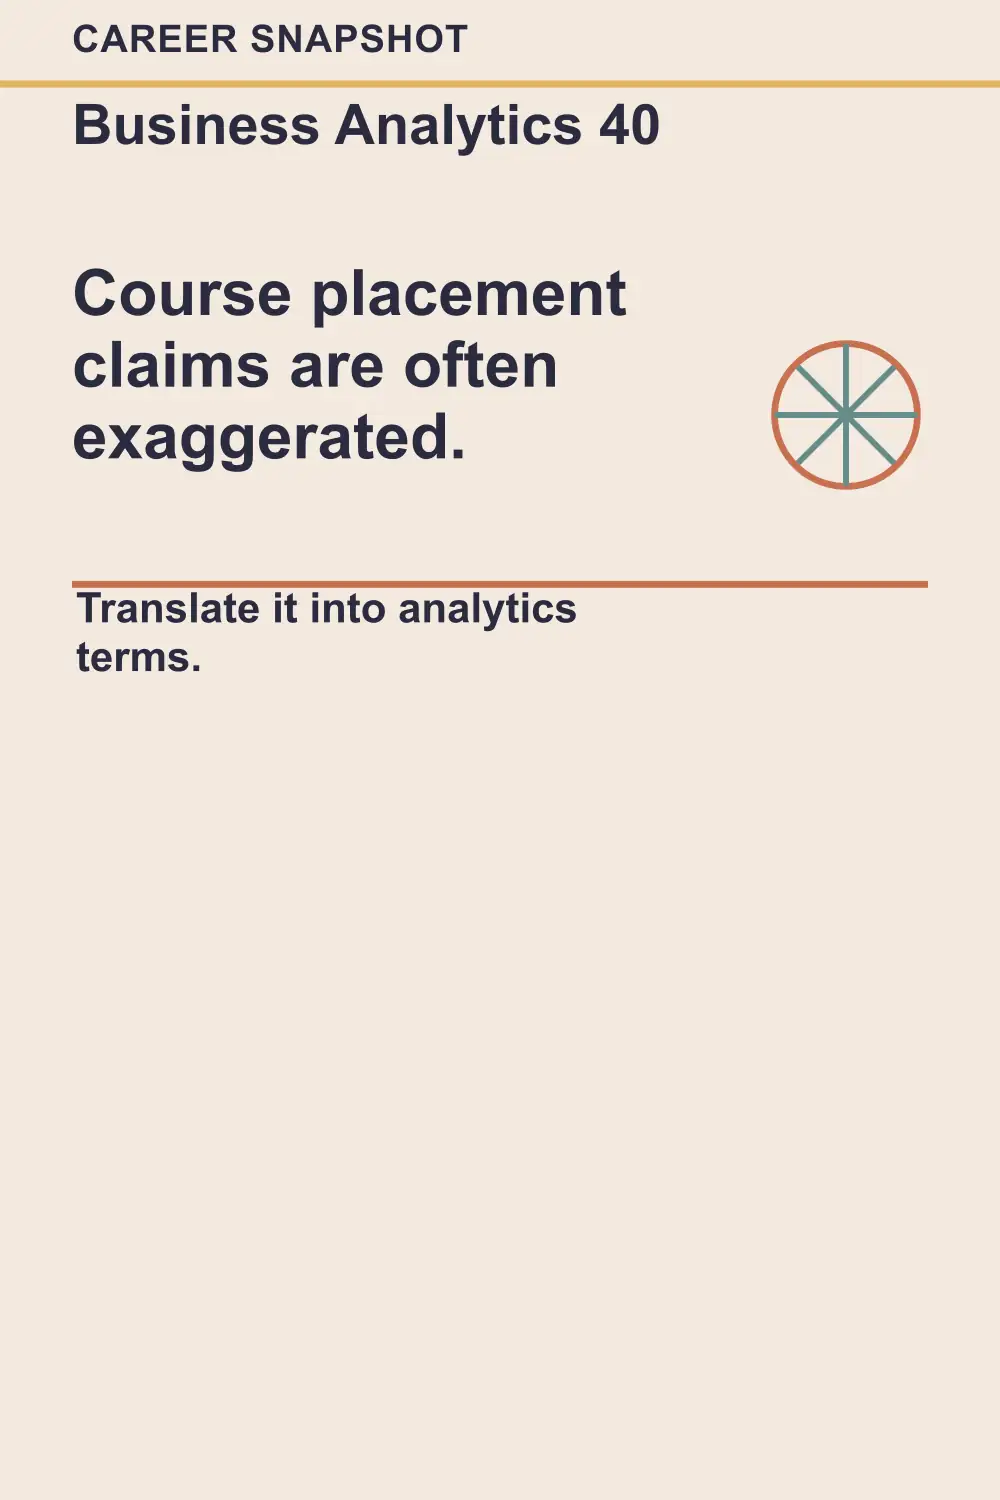 CAREER SNAPSHOT
Business Analytics 40
Course placement
claims are often
exaggerated.
Translate it into analytics
terms.